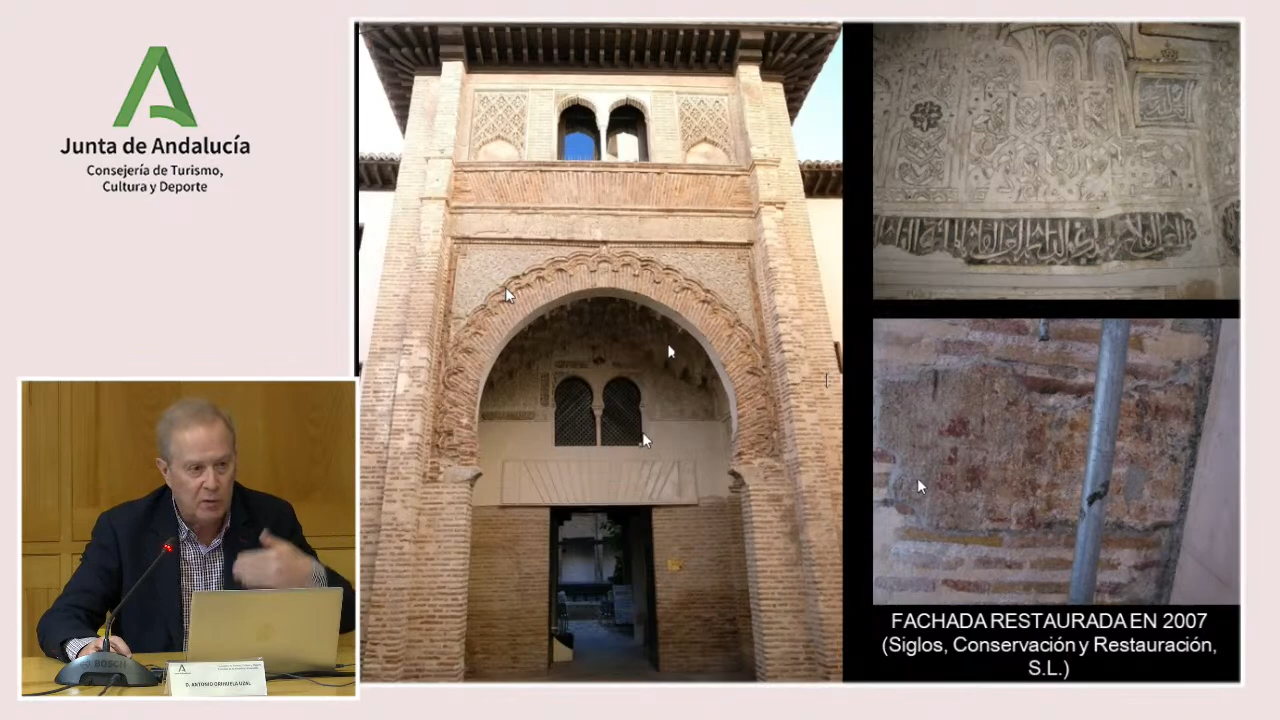 Junta de Andalucía
Consejería de Turismo,
Cultura y Deporte
FACHADA RESTAURADA EN 2007
(Siglos, Conservación y Restauración,
S.L.)
BOSCH
D. ANTONIO ORIHUELA UZAL